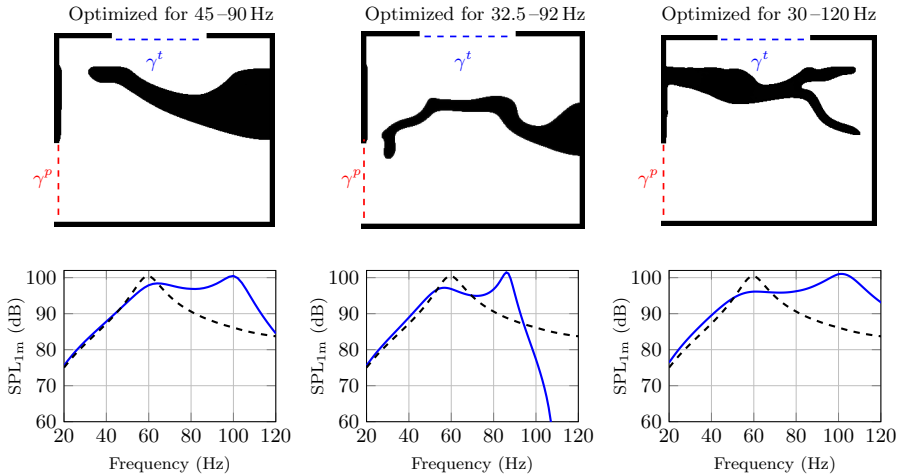 Optimized for 45–90 Hz
Optimized for 32.5–92 Hz
Optimized for 30–120 Hz
γ^t
γ^t
γ^t
γ^p
γ^p
γ^p
100
90
80
70
60
SPL_1m (dB)
20 40 60 80 100 120
Frequency (Hz)
100
90
80
70
60
SPL_1m (dB)
20 40 60 80 100 120
Frequency (Hz)
100
90
80
70
60
SPL_1m (dB)
20 40 60 80 100 120
Frequency (Hz)